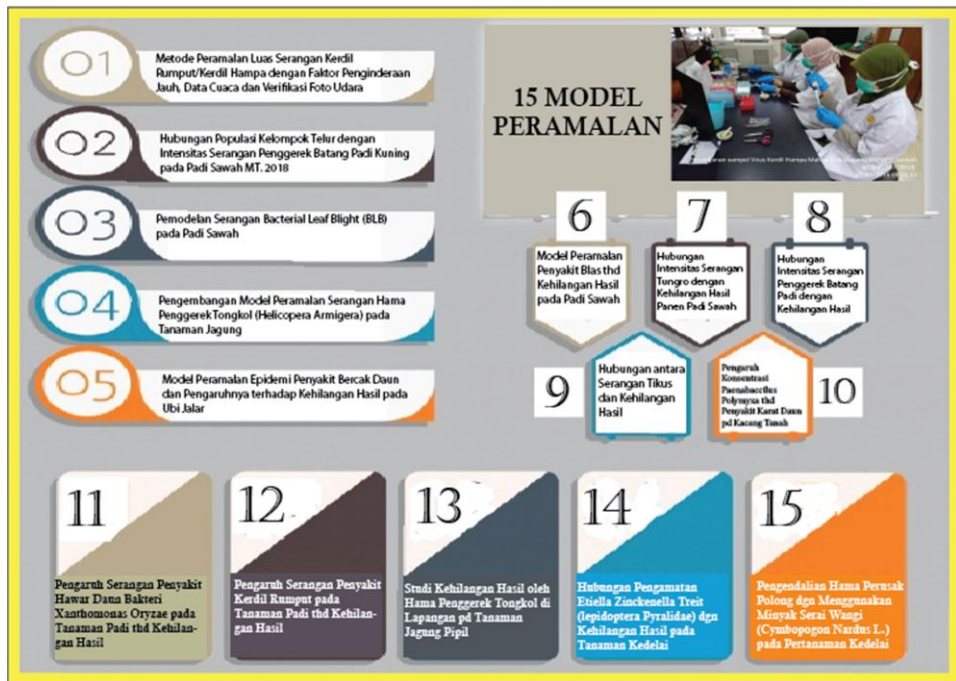 01
Metode Peramalan Luas Serangan Kerdil
Rumput/Kerdil Hampa dengan Faktor Penginderaan
Jauh, Data Cuaca dan Verifikasi Foto Udara
02
Hubungan Populasi Kelompok Telur dengan
Intensitas Serangan Penggerek Batang Padi Kuning
pada Padi Sawah MT. 2018
03
Pemodelan Serangan Bacterial Leaf Blight (BLB)
pada Padi Sawah
04
Pengembangan Model Peramalan Serangan Hama
Penggerek Tongkol (Helicopera Armigera) pada
Tanaman Jagung
05
Model Peramalan Epidemi Penyakit Bercak Daun
dan Pengaruhnya terhadap Kehilangan Hasil pada
Ubi Jalar
15 MODEL
PERAMALAN
sampel Virus Kerdil Hampa
6
Model Peramalan
Penyakit Blas thd
Kehilangan Hasil
pada Padi Sawah
7
Hubungan
Intensitas Serangan
Tungro dengan
Kehilangan Hasil
Panen Padi Sawah
8
Hubungan
Intensitas Serangan
Penggerek Batang
Padi dengan
Kehilangan Hasil
9
Hubungan antara
Serangan Tikus
dan Kehilangan
Hasil
10
Pengaruh
Konsentrasi
Paenabaccilus
Polymyxa thd
Penyakit Karat Daun
pd Kacang Tanah
11
Pengaruh Serangan Penyakit
Hawar Daun Bakteri
Xanthomonas Oryzae pada
Tanaman Padi thd Kehilan-
gan Hasil
12
Pengaruh Serangan Penyakit
Kerdil Rumput pada
Tanaman Padi thd Kehilan-
gan Hasil
13
Studi Kehilangan Hasil oleh
Hama Penggerek Tongkol di
Lapangan pd Tanaman
Jagung Pipil
14
Hubungan Pengamatan
Etiella Zinckenella Treit
(lepidoptera Pyralidae) dgn
Kehilangan Hasil pada
Tanaman Kedelai
15
Pengendalian Hama Perusak
Polong dgn Menggunakan
Minyak Serai Wangi
(Cymbopogon Nardus L.)
pada Pertanaman Kedelai